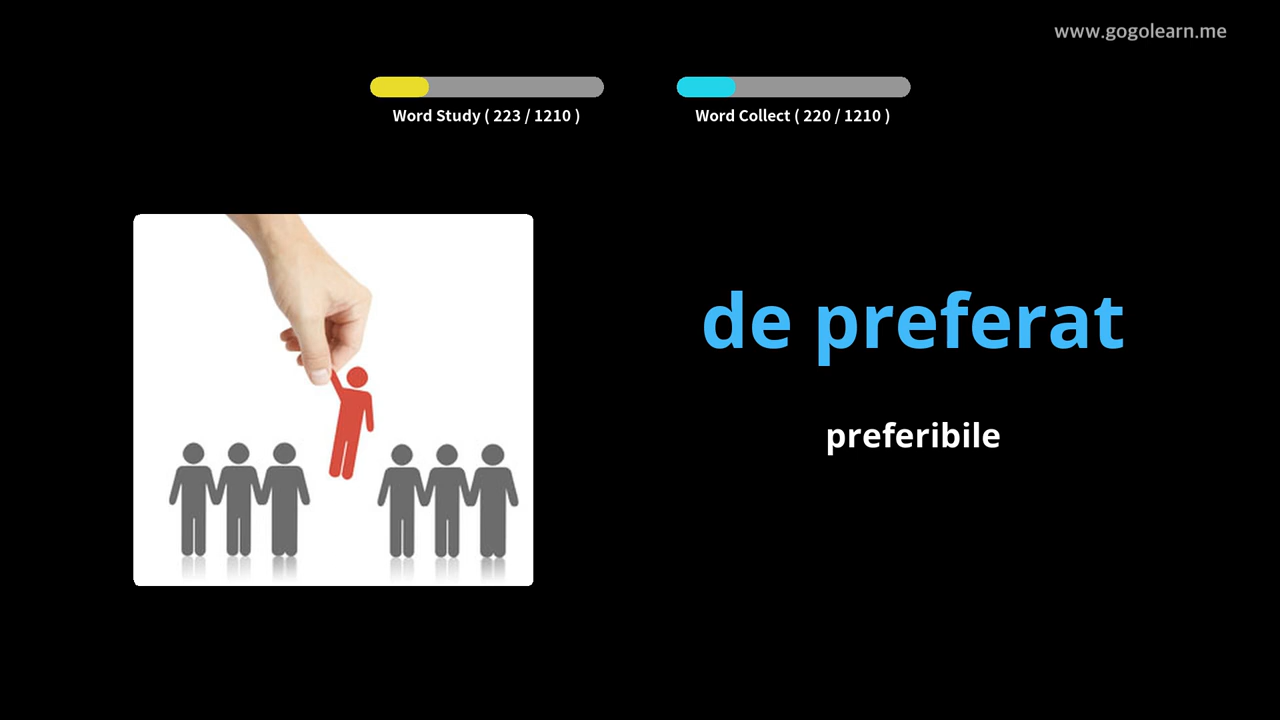 www.gogolearn.me
Word Study ( 223 / 1210 )
Word Collect ( 220 / 1210 )
de preferat
preferibile